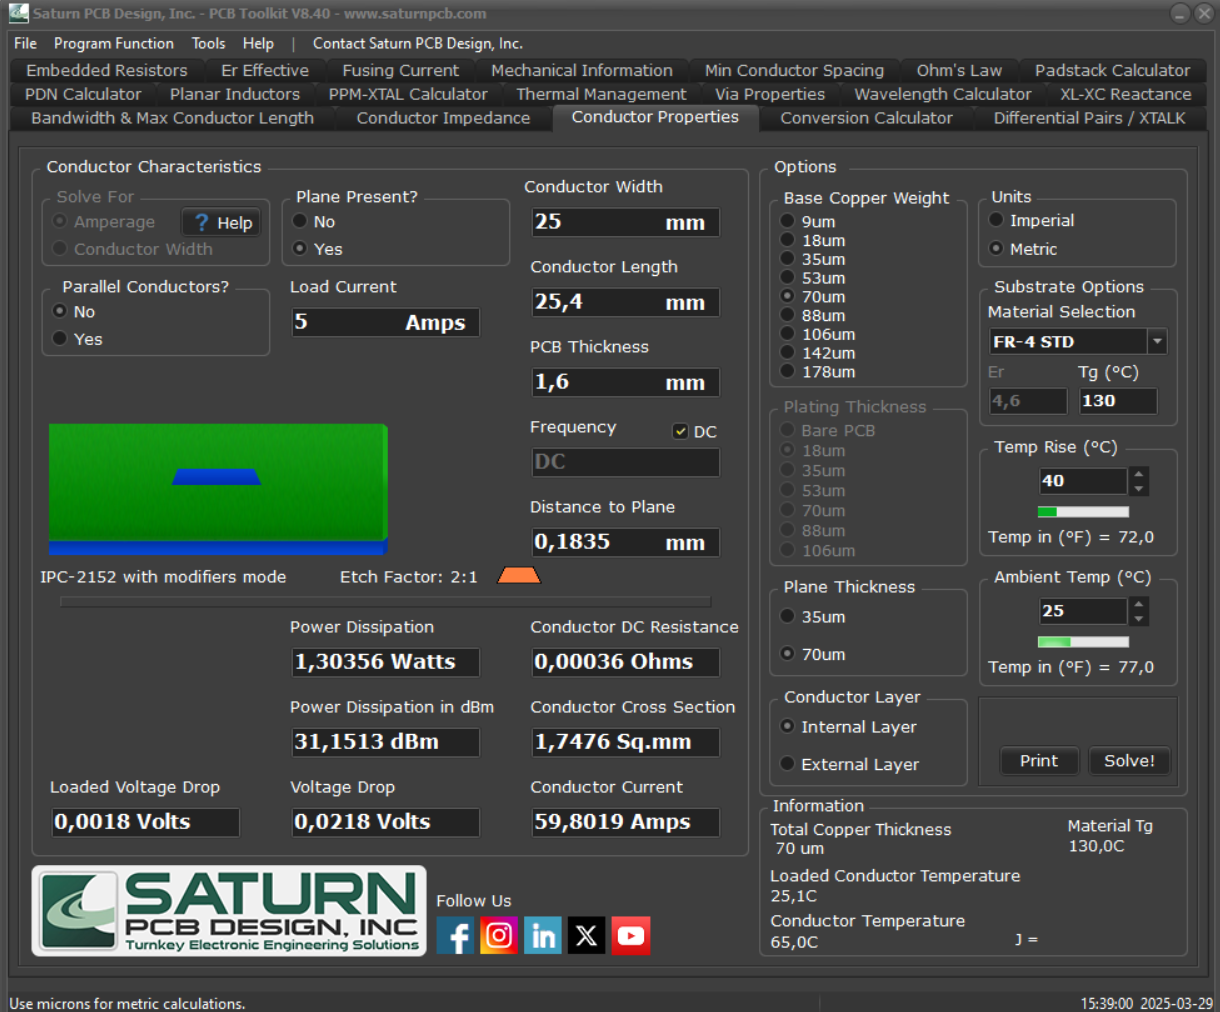 Saturn PCB Design, Inc. - PCB Toolkit V8.40 - www.saturnpcb.com
File Program Function Tools Help | Contact Saturn PCB Design, Inc.
Embedded Resistors Er Effective Fusing Current Mechanical Information Min Conductor Spacing Ohm's Law Padstack Calculator
PDN Calculator Planar Inductors PPM-XTAL Calculator Thermal Management Via Properties Wavelength Calculator XL-XC Reactance
Bandwidth & Max Conductor Length Conductor Impedance Conductor Properties Conversion Calculator Differential Pairs / XTALK
Conductor Characteristics
Solve For
Amperage
? Help
Conductor Width
Plane Present?
No
Yes
Parallel Conductors?
No
Yes
Load Current
5 Amps
Conductor Width
25 mm
Conductor Length
25,4 mm
PCB Thickness
1,6 mm
Frequency
DC
DC
Distance to Plane
0,1835 mm
IPC-2152 with modifiers mode
Etch Factor: 2:1
Power Dissipation
1,30356 Watts
Conductor DC Resistance
0,00036 Ohms
Power Dissipation in dBm
31,1513 dBm
Conductor Cross Section
1,7476 Sq.mm
Loaded Voltage Drop
0,0018 Volts
Voltage Drop
0,0218 Volts
Conductor Current
59,8019 Amps
Options
Base Copper Weight
9um
18um
35um
53um
70um
88um
106um
142um
178um
Plating Thickness
Bare PCB
18um
35um
53um
70um
88um
106um
Plane Thickness
35um
70um
Conductor Layer
Internal Layer
External Layer
Units
Imperial
Metric
Substrate Options
Material Selection
FR-4 STD
Er Tg (°C)
4,6 130
Temp Rise (°C)
40
Temp in (°F) = 72,0
Ambient Temp (°C)
25
Temp in (°F) = 77,0
Print Solve!
Information
Total Copper Thickness
70 um
Material Tg
130,0C
Loaded Conductor Temperature
25,1C
Conductor Temperature
65,0C
J =
SATURN
PCB DESIGN, INC
Turnkey Electronic Engineering Solutions
Follow Us
f
in
X
Use microns for metric calculations.
15:39:00 2025-03-29